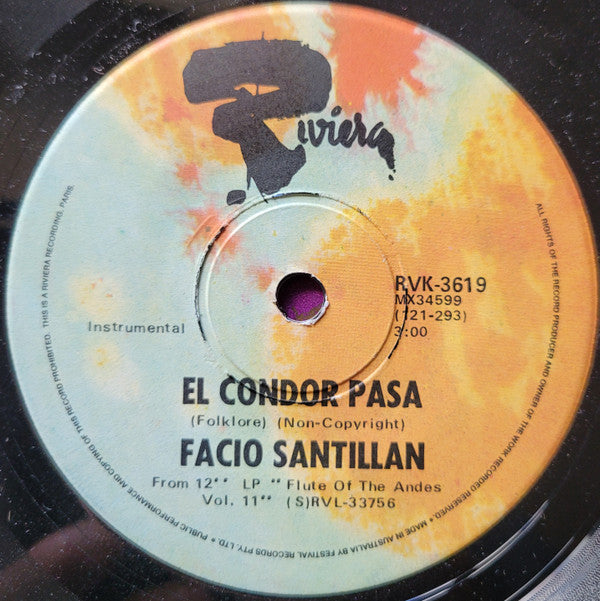 Riviera
RVK-3619
MX34599
(721-293)
3:00
Instrumental
EL CONDOR PASA
(Folklore) (Non-Copyright)
FACIO SANTILLAN
From 12" LP "Flute Of The Andes
Vol. 11" (S)RVL-33756
ALL RIGHTS OF THE RECORD PRODUCER AND OWNER OF THE WORK RECORDED RESERVED • MADE IN AUSTRALIA BY FESTIVAL RECORDS PTY. LTD. • PUBLIC PERFORMANCE AND COPYING OF THIS RECORD PROHIBITED. THIS IS A RIVIERA RECORDING, PARIS.